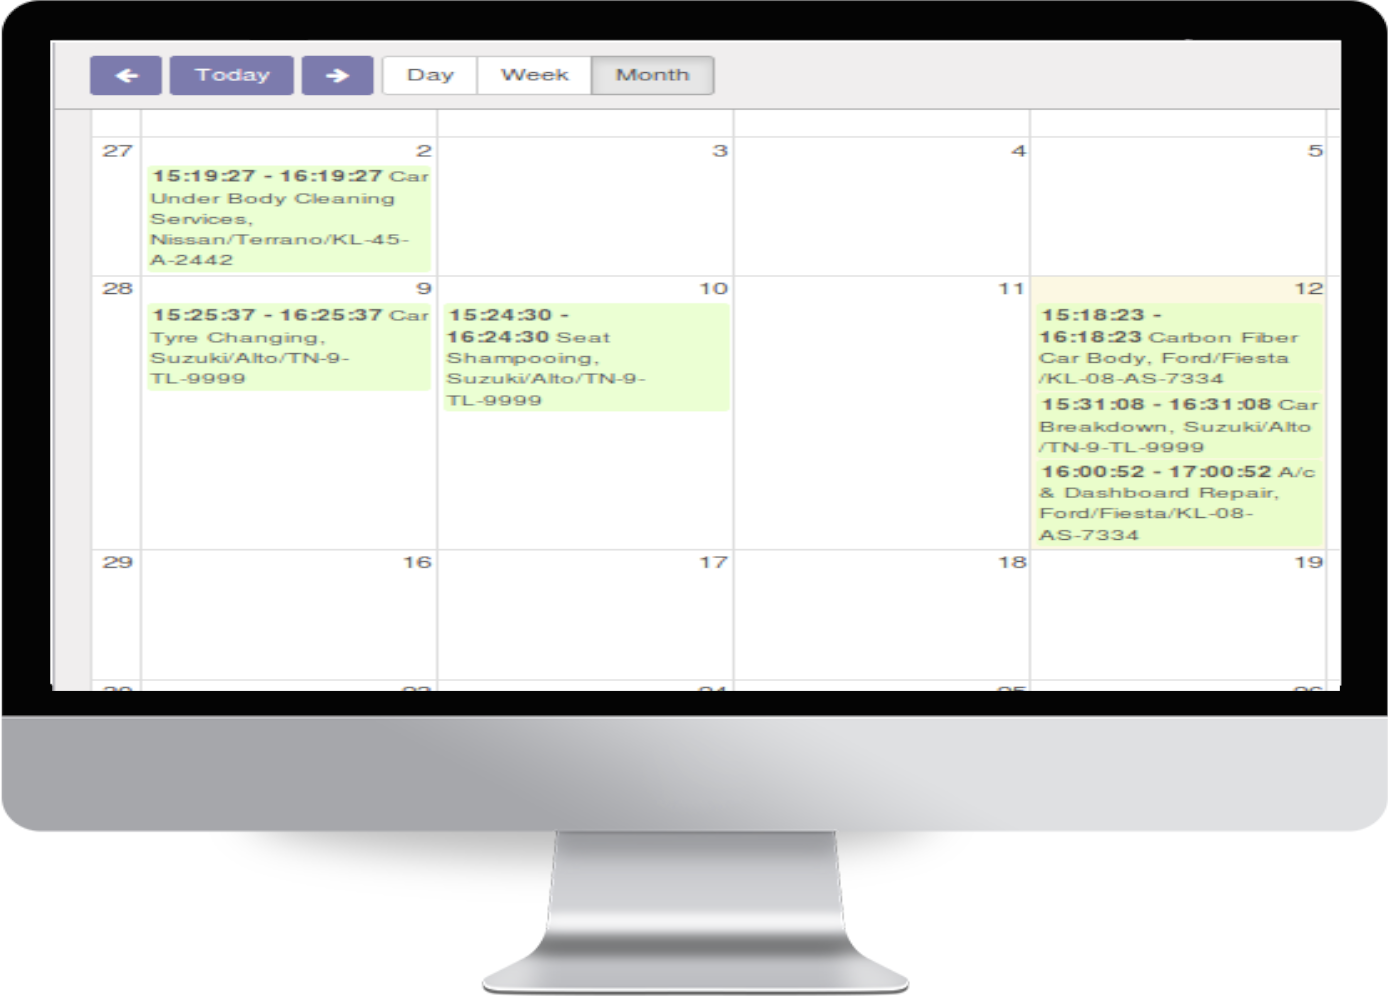 Today
Day
Week
Month
27
2
3
4
5
15:19:27 - 16:19:27 Car
Under Body Cleaning
Services,
Nissan/Terrano/KL-45-
A-2442
28
9
10
11
12
15:25:37 - 16:25:37 Car
Tyre Changing,
Suzuki/Alto/TN-9-
TL-9999
15:24:30 -
16:24:30 Seat
Shampooing,
Suzuki/Alto/TN-9-
TL-9999
15:18:23 -
16:18:23 Carbon Fiber
Car Body, Ford/Fiesta
/KL-08-AS-7334
15:31:08 - 16:31:08 Car
Breakdown, Suzuki/Alto
/TN-9-TL-9999
16:00:52 - 17:00:52 A/c
& Dashboard Repair,
Ford/Fiesta/KL-08-
AS-7334
29
16
17
18
19